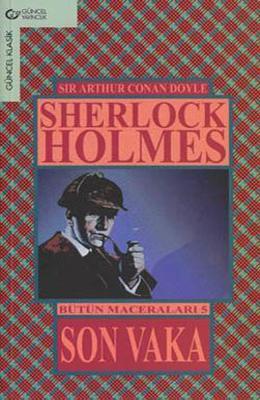 GÜNCEL
YAYINCILIK
GÜNCEL KLASİK
SIR ARTHUR CONAN DOYLE
SHERLOCK
HOLMES
BÜTÜN MACERALARI 5
SON VAKA